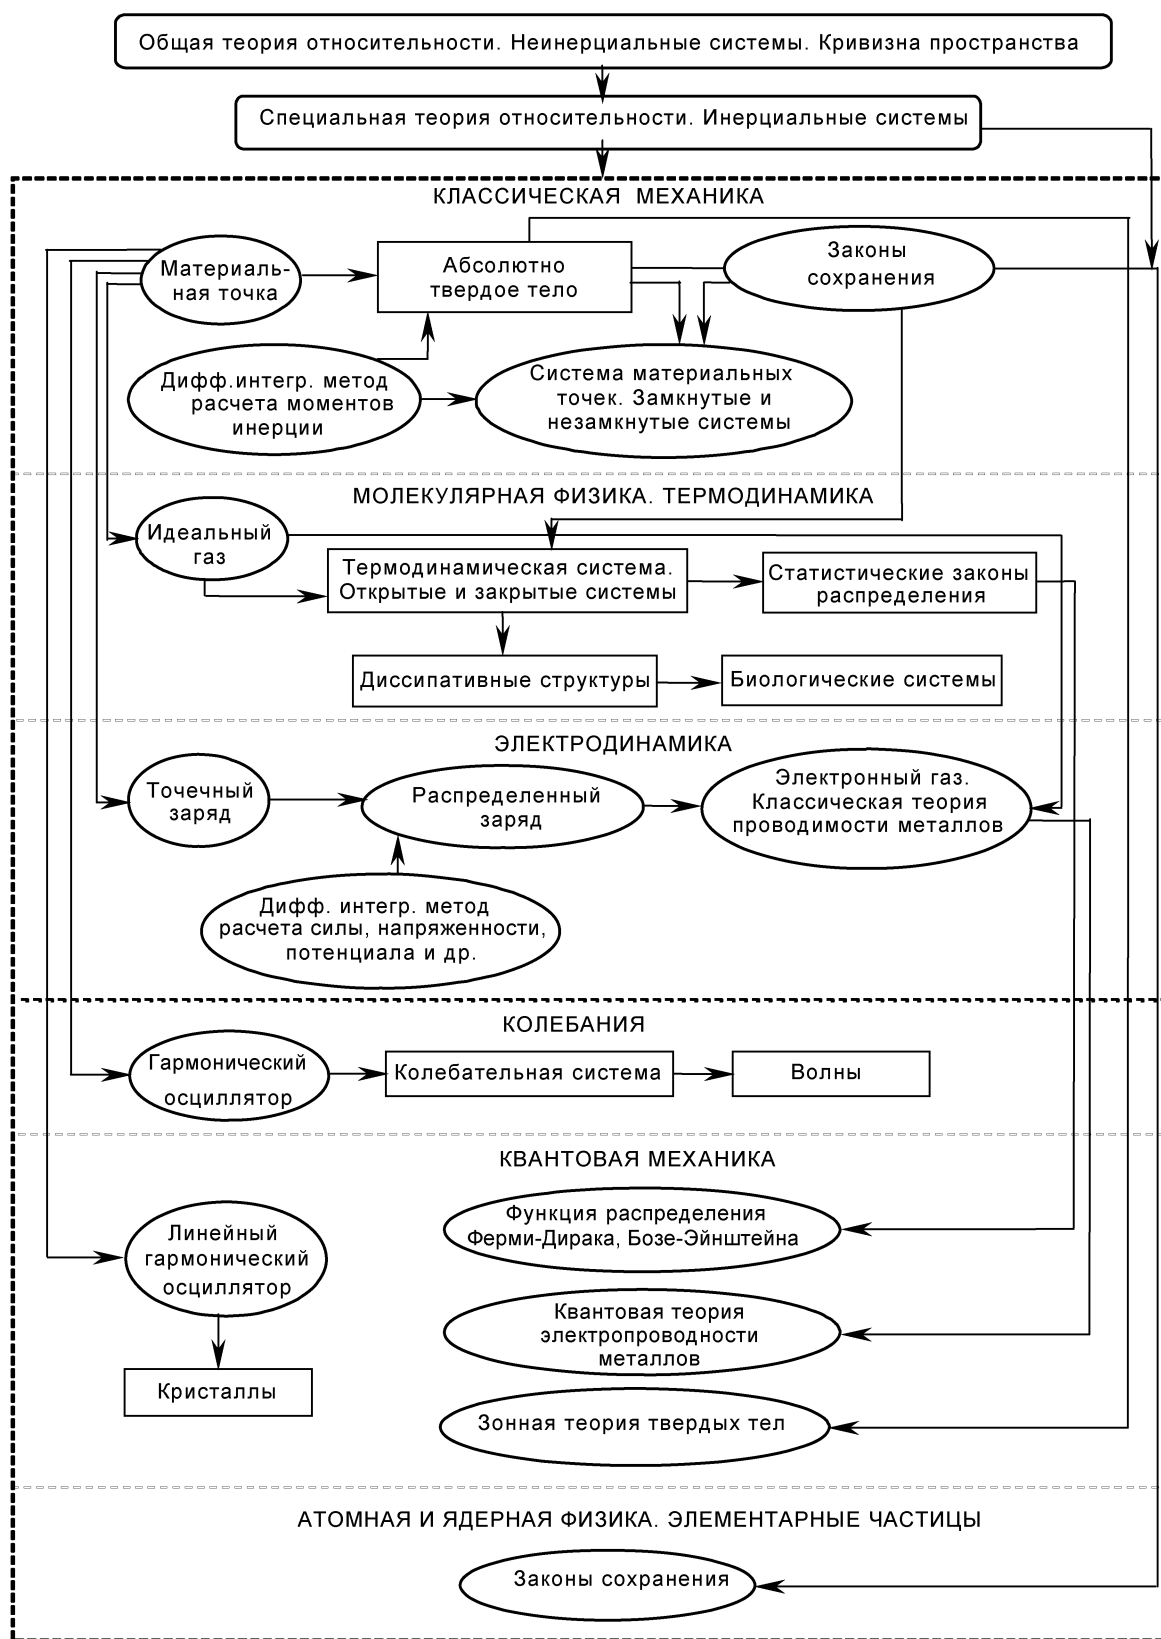 Общая теория относительности. Неинерциальные системы. Кривизна пространства
Специальная теория относительности. Инерциальные системы
КЛАССИЧЕСКАЯ МЕХАНИКА
Материаль-
ная точка
Абсолютно
твердое тело
Законы
сохранения
Дифф.интегр. метод
расчета моментов
инерции
Система материальных
точек. Замкнутые и
незамкнутые системы
МОЛЕКУЛЯРНАЯ ФИЗИКА. ТЕРМОДИНАМИКА
Идеальный
газ
Термодинамическая система.
Открытые и закрытые системы
Статистические законы
распределения
Диссипативные структуры
Биологические системы
ЭЛЕКТРОДИНАМИКА
Точечный
заряд
Распределенный
заряд
Электронный газ.
Классическая теория
проводимости металлов
Дифф. интегр. метод
расчета силы, напряженности,
потенциала и др.
КОЛЕБАНИЯ
Гармонический
осциллятор
Колебательная система
Волны
КВАНТОВАЯ МЕХАНИКА
Линейный
гармонический
осциллятор
Функция распределения
Ферми-Дирака, Бозе-Эйнштейна
Квантовая теория
электропроводности
металлов
Кристаллы
Зонная теория твердых тел
АТОМНАЯ И ЯДЕРНАЯ ФИЗИКА. ЭЛЕМЕНТАРНЫЕ ЧАСТИЦЫ
Законы сохранения